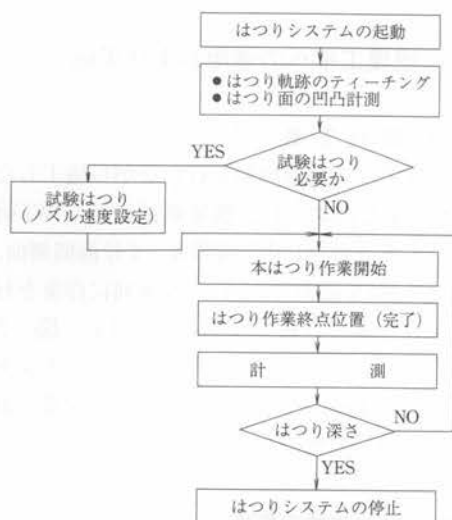 はつりシステムの起動
●はつり軌跡のティーチング
●はつり面の凹凸計測
YES
試験はつり
必要か
試験はつり
(ノズル速度設定)
NO
本はつり作業開始
はつり作業終点位置(完了)
計 測
はつり深さ
NO
YES
はつりシステムの停止